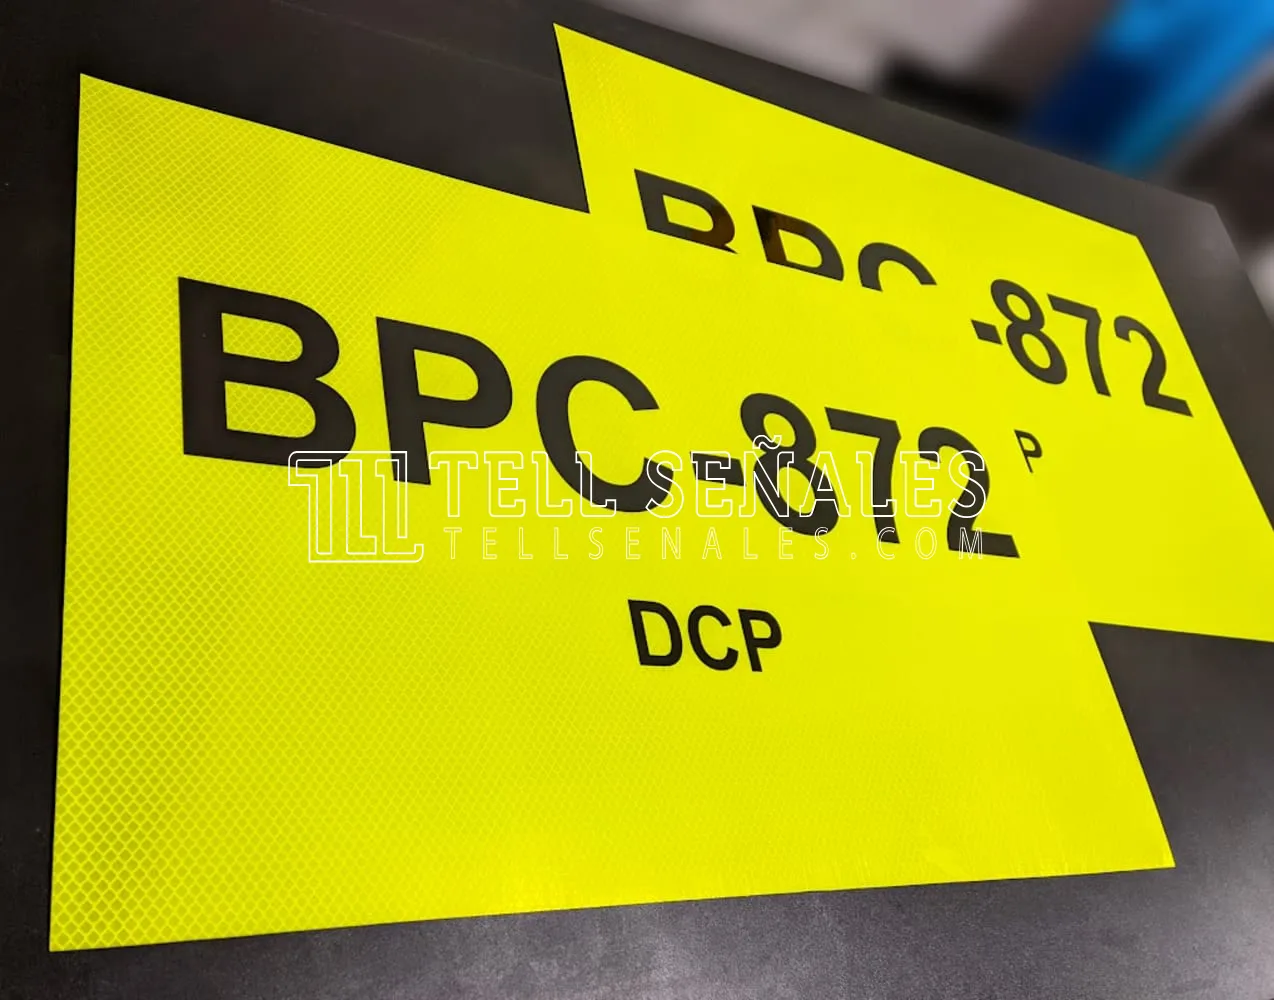 BPC-872
BPC-872
P
TELL SEÑALES
TELLSENALES.COM
DCP